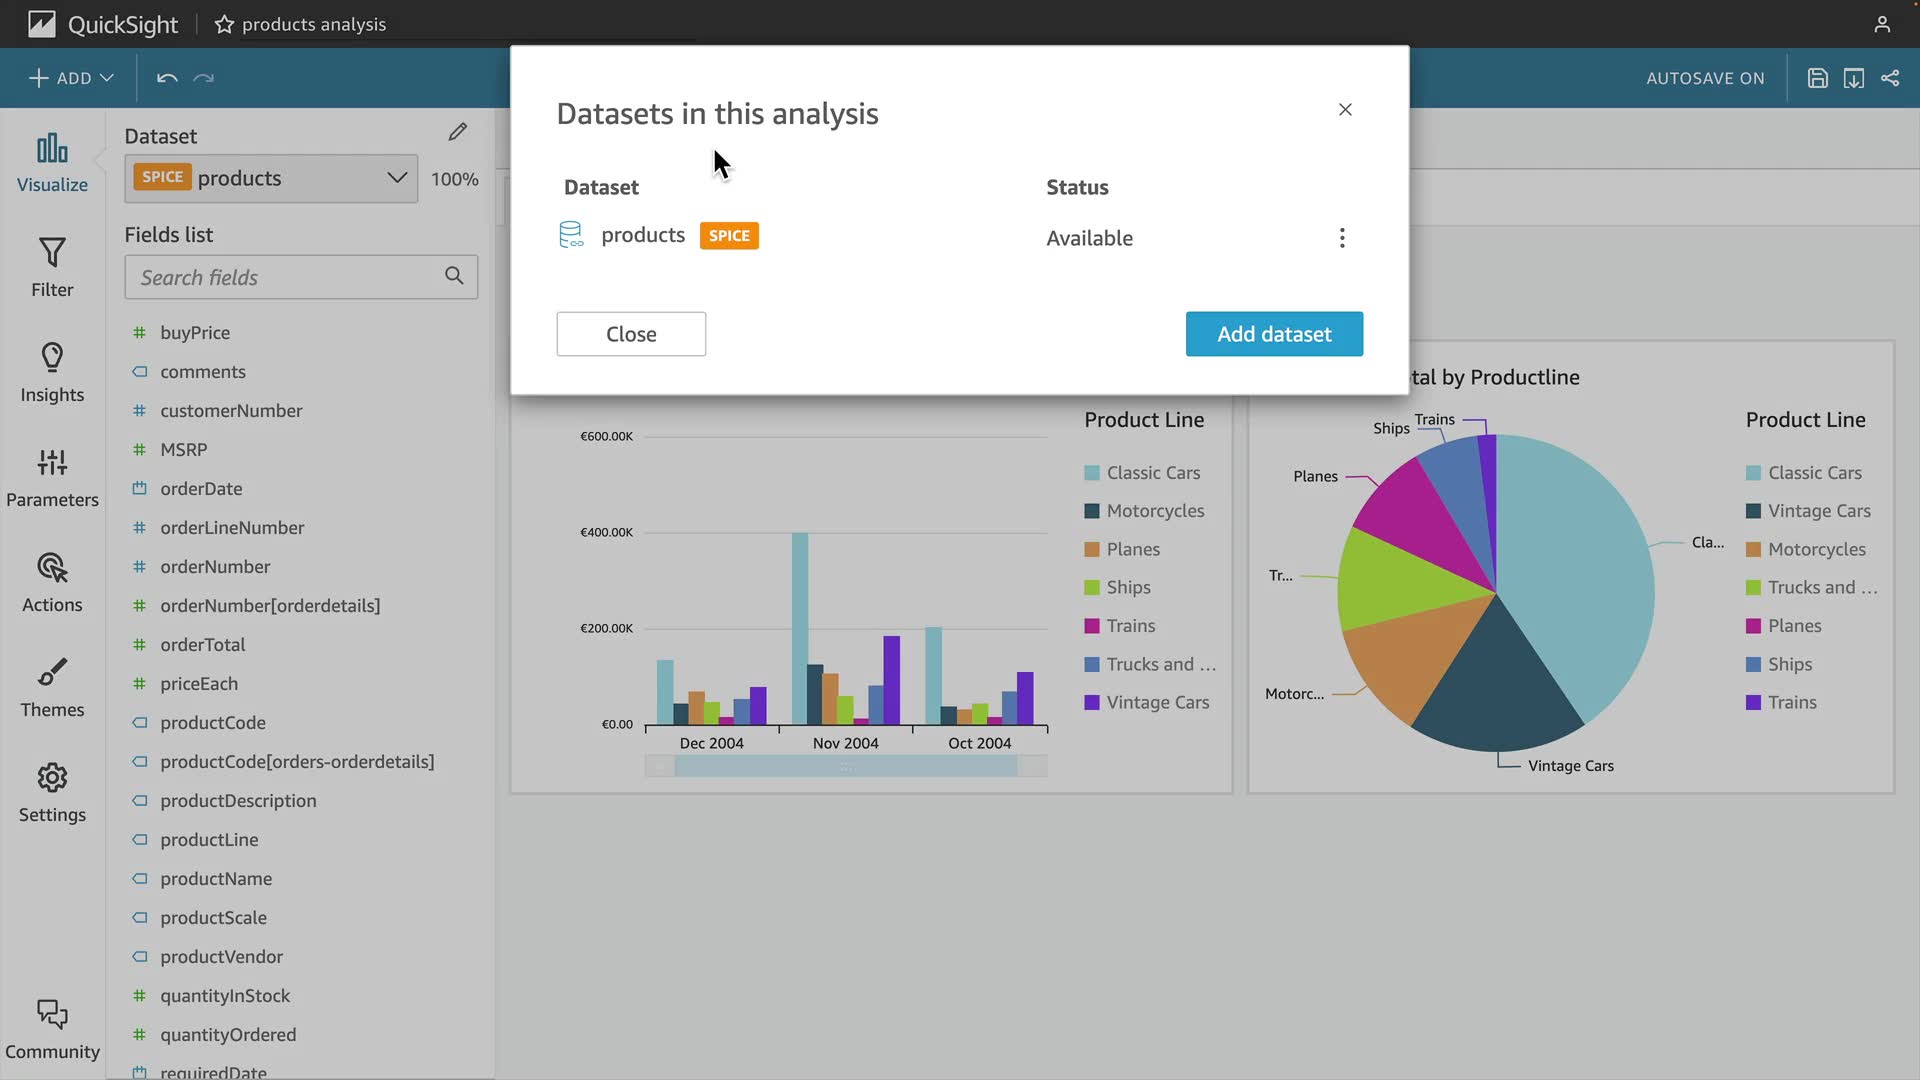 QuickSight
products analysis
ADD
AUTOSAVE ON
Visualize
Filter
Insights
Parameters
Actions
Themes
Settings
Community
Dataset
SPICE products
100%
Fields list
Search fields
buyPrice
comments
customerNumber
MSRP
orderDate
orderLineNumber
orderNumber
orderNumber[orderdetails]
orderTotal
priceEach
productCode
productCode[orders-orderdetails]
productDescription
productLine
productName
productScale
productVendor
quantityInStock
quantityOrdered
requiredDate
Datasets in this analysis
Dataset
Status
products SPICE
Available
Close
Add dataset
€600.00K
€400.00K
€200.00K
€0.00
Dec 2004
Nov 2004
Oct 2004
Product Line
Classic Cars
Motorcycles
Planes
Ships
Trains
Trucks and ...
Vintage Cars
tal by Productline
Trains
Ships
Planes
Tr...
Motorc...
Cla...
Vintage Cars
Product Line
Classic Cars
Vintage Cars
Motorcycles
Trucks and ...
Planes
Ships
Trains